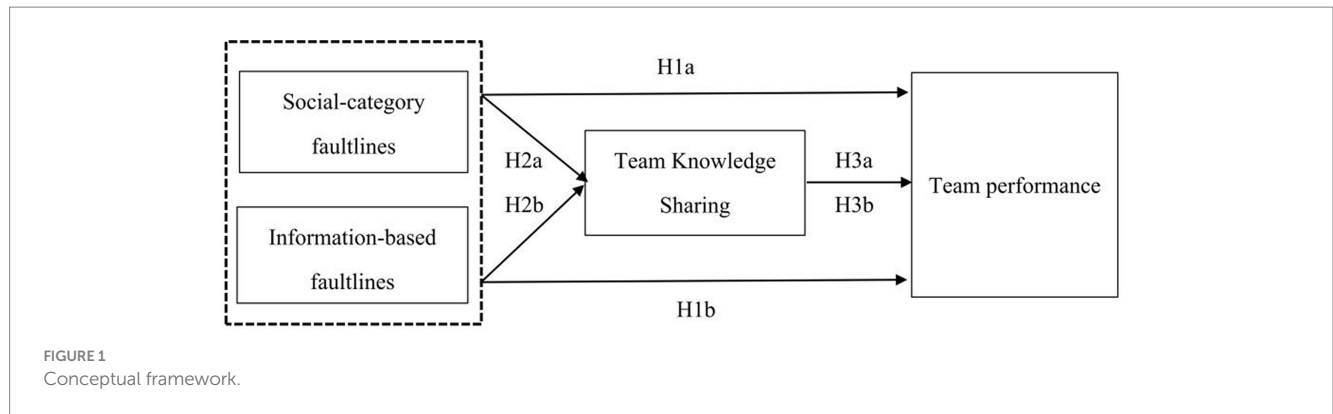 Social-category
faultlines
Information-based
faultlines
H1a
H2a
H2b
Team Knowledge
Sharing
H3a
H3b
H1b
Team performance
FIGURE 1
Conceptual framework.